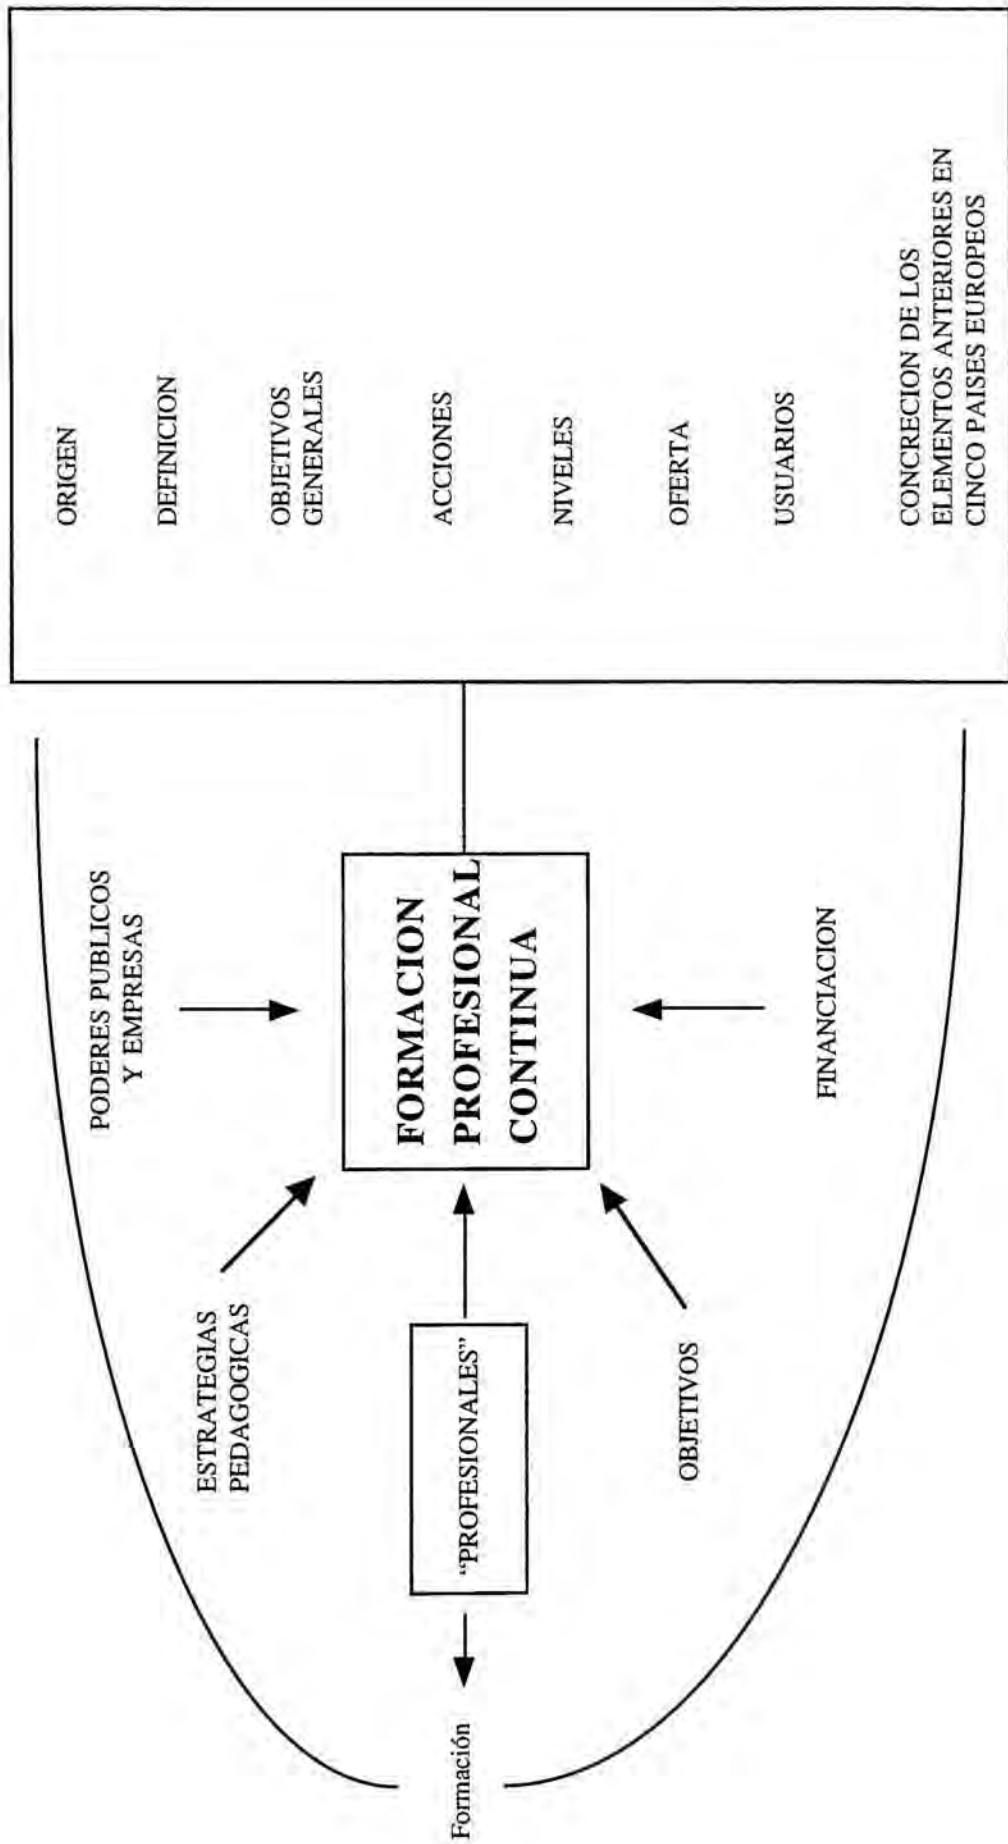 ORIGEN
DEFINICION
OBJETIVOS
GENERALES
ACCIONES
NIVELES
OFERTA
USUARIOS
CONCRECION DE LOS
ELEMENTOS ANTERIORES EN
CINCO PAISES EUROPEOS
PODERES PUBLICOS
Y EMPRESAS
FORMACION
PROFESIONAL
CONTINUA
FINANCIACION
ESTRATEGIAS
PEDAGOGICAS
“PROFESIONALES”
OBJETIVOS
Formación